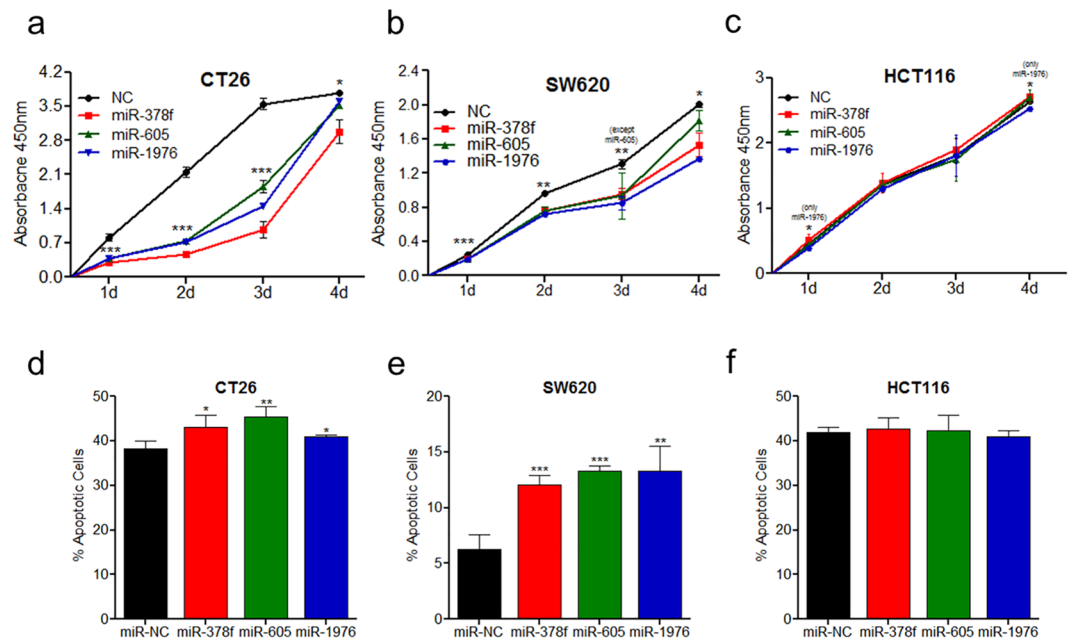 a
CT26
Absorbacne 450nm
4.2
3.5
2.8
2.1
1.4
0.7
0.0
NC
miR-378f
miR-605
miR-1976
***
***
***
*
1d
2d
3d
4d
b
SW620
Absorbance 450nm
2.4
2.0
1.6
1.2
0.8
0.4
0.0
NC
miR-378f
miR-605
miR-1976
***
**
(except
miR-605)
**
*
1d
2d
3d
4d
c
HCT116
Absorbance 450nm
3
2
1
0
NC
miR-378f
miR-605
miR-1976
(only
miR-1976)
*
(only
miR-1976)
*
1d
2d
3d
4d
d
CT26
% Apoptotic Cells
50
40
30
20
10
0
*
**
*
miR-NC miR-378f miR-605 miR-1976
e
SW620
% Apoptotic Cells
20
15
10
5
0
***
***
**
miR-NC miR-378f miR-605 miR-1976
f
HCT116
% Apoptotic Cells
50
40
30
20
10
0
miR-NC miR-378f miR-605 miR-1976